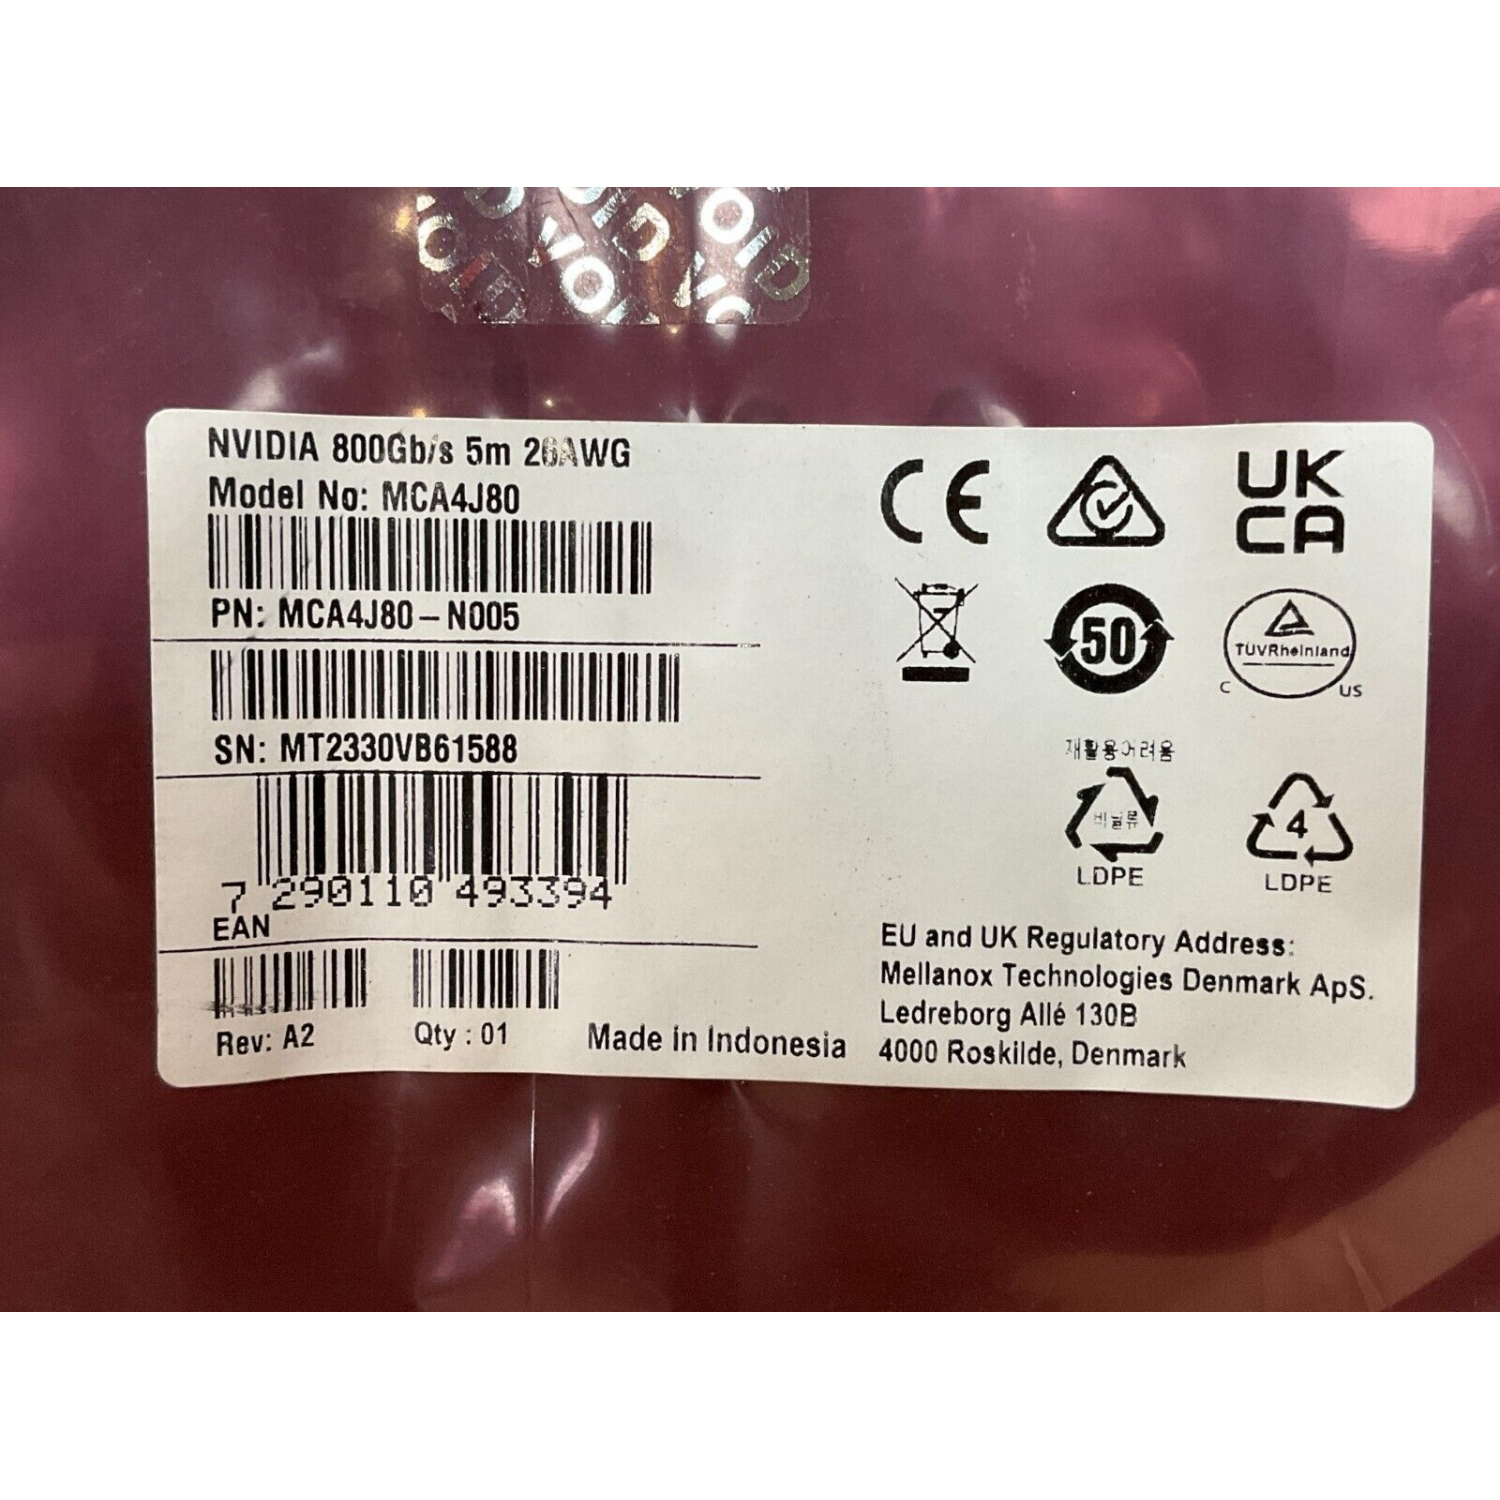 VOID
VOID
NVIDIA 800Gb/s 5m 26AWG
Model No: MCA4J80
PN: MCA4J80-N005
SN: MT2330VB61588
7 290110 493394
EAN
Rev: A2
Qty : 01
Made in Indonesia
CE
UK
CA
50
TÜVRheinland
C US
재활용어려움
비닐류
LDPE
4
LDPE
EU and UK Regulatory Address:
Mellanox Technologies Denmark ApS.
Ledreborg Allé 130B
4000 Roskilde, Denmark